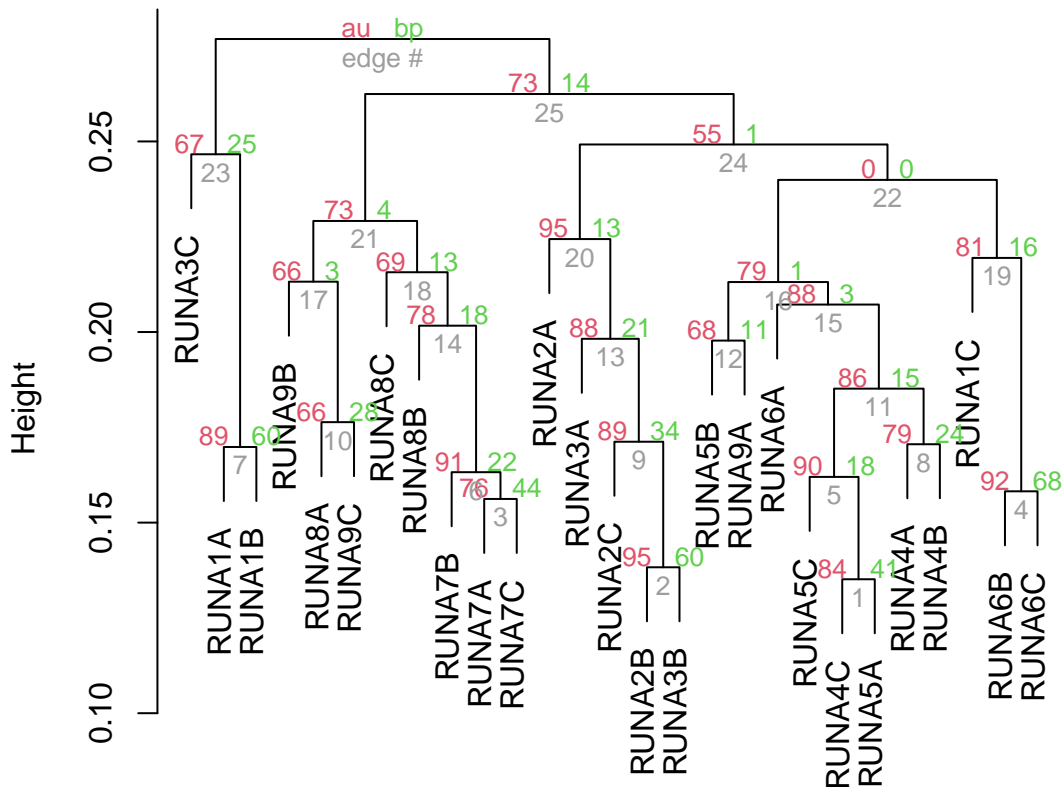 au bp
edge #
73 14
25
55 1
24
67 25
23
0 0
22
73 4
21
95 13
20
81 16
19
66 3
17
69 13
18
79 1
16
88 3
15
78 18
14
88 21
13
68 11
12
86 15
11
66 28
10
89 34
9
79 24
8
89 60
7
91 22
6
90 18
5
92 68
4
76 44
3
95 60
2
84 41
1
RUNA3C
RUNA1A
RUNA1B
RUNA9B
RUNA8A
RUNA9C
RUNA8C
RUNA8B
RUNA7B
RUNA7A
RUNA7C
RUNA2A
RUNA3A
RUNA2C
RUNA2B
RUNA3B
RUNA5B
RUNA9A
RUNA6A
RUNA5C
RUNA4C
RUNA5A
RUNA4A
RUNA4B
RUNA1C
RUNA6B
RUNA6C
Height
0.25
0.20
0.15
0.10